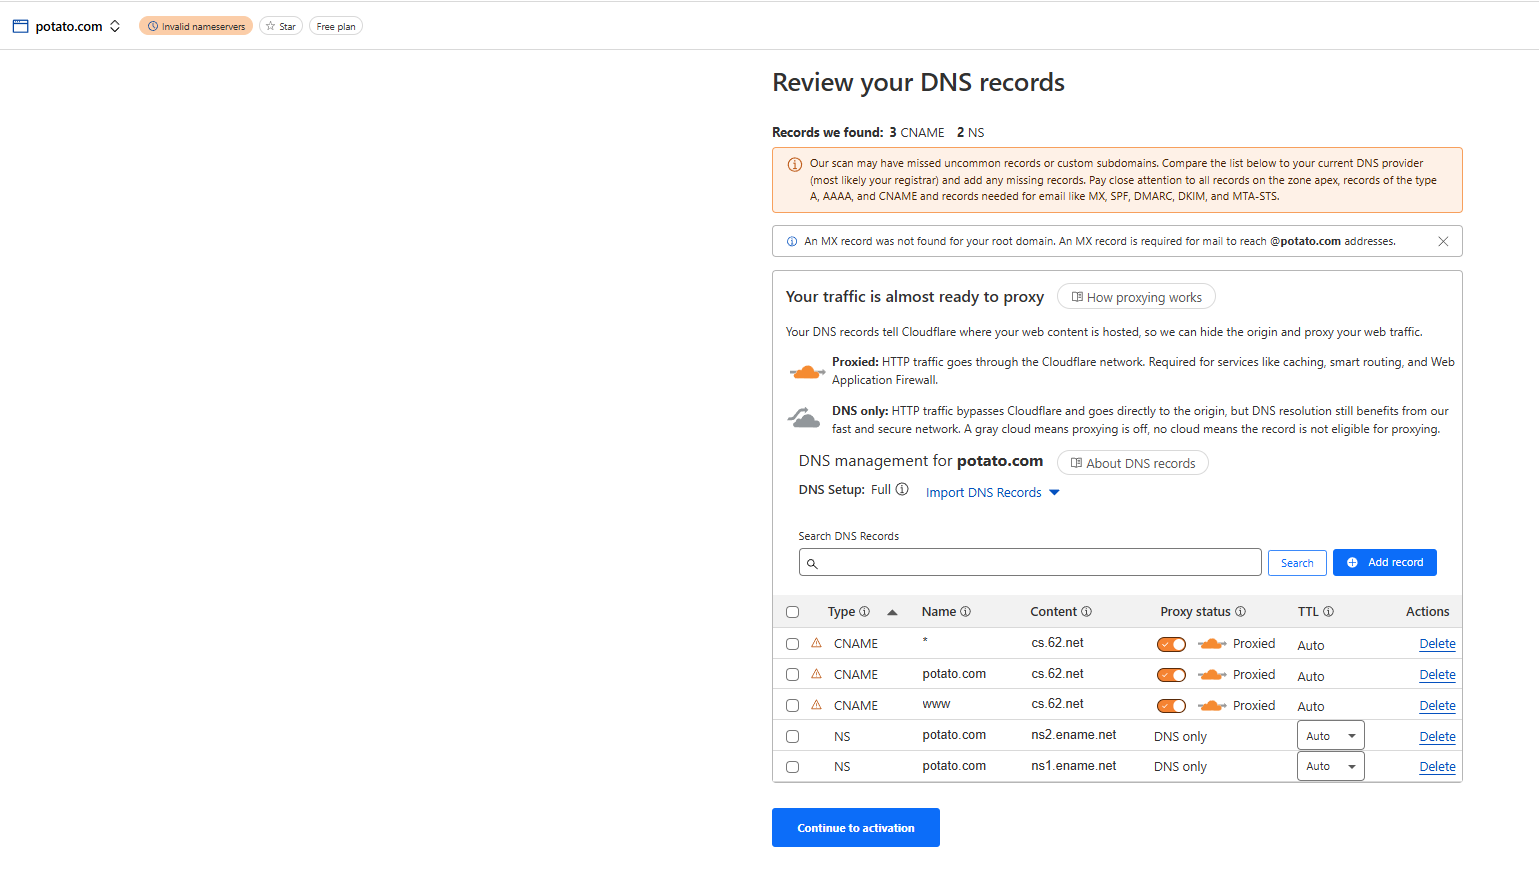 potato.com Invalid nameservers Star Free plan
Review your DNS records
Records we found: 3 CNAME 2 NS
Our scan may have missed uncommon records or custom subdomains. Compare the list below to your current DNS provider
(most likely your registrar) and add any missing records. Pay close attention to all records on the zone apex, records of the type
A, AAAA, and CNAME and records needed for email like MX, SPF, DMARC, DKIM, and MTA-STS.
An MX record was not found for your root domain. An MX record is required for mail to reach @potato.com addresses.
Your traffic is almost ready to proxy How proxying works
Your DNS records tell Cloudflare where your web content is hosted, so we can hide the origin and proxy your web traffic.
Proxied: HTTP traffic goes through the Cloudflare network. Required for services like caching, smart routing, and Web
Application Firewall.
DNS only: HTTP traffic bypasses Cloudflare and goes directly to the origin, but DNS resolution still benefits from our
fast and secure network. A gray cloud means proxying is off, no cloud means the record is not eligible for proxying.
DNS management for potato.com About DNS records
DNS Setup: Full Import DNS Records
Search DNS Records
Search Add record
Type Name Content Proxy status TTL Actions
CNAME * cs.62.net Proxied Auto Delete
CNAME potato.com cs.62.net Proxied Auto Delete
CNAME www cs.62.net Proxied Auto Delete
NS potato.com ns2.ename.net DNS only Auto Delete
NS potato.com ns1.ename.net DNS only Auto Delete
Continue to activation